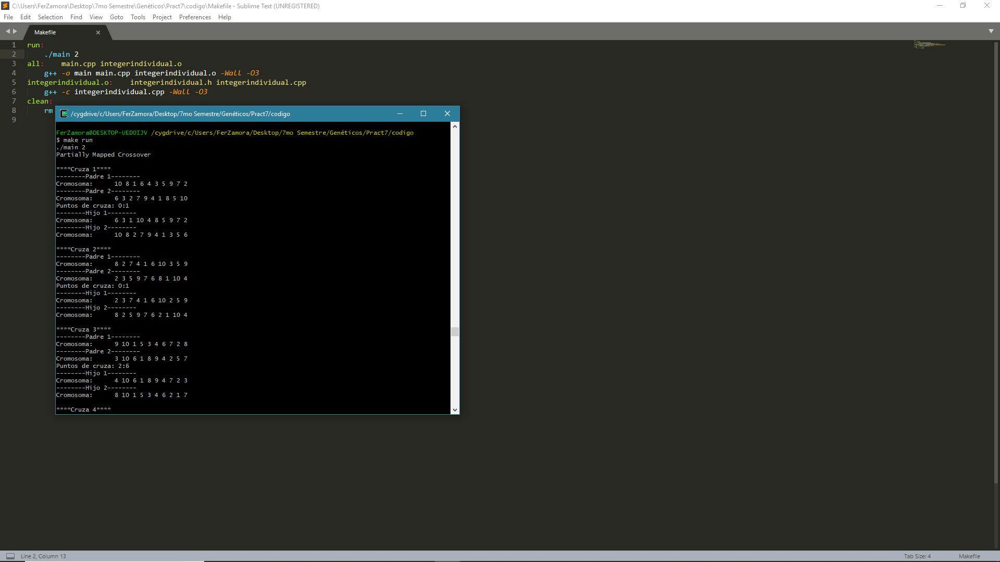 C:\Users\FerZamora\Desktop\7mo Semestre\Genéticos\Pract7\codigo\Makefile - Sublime Text (UNREGISTERED)
File Edit Selection Find View Goto Tools Project Preferences Help
Makefile
1 run:
2 ./main 2
3 all: main.cpp integerindividual.o
4 g++ -o main main.cpp integerindividual.o -Wall -O3
5 integerindividual.o: integerindividual.h integerindividual.cpp
6 g++ -c integerindividual.cpp -Wall -O3
7 clean:
8 rm
9
/cygdrive/c/Users/FerZamora/Desktop/7mo Semestre/Genéticos/Pract7/codigo
FerZamora@DESKTOP-UEDOIJV /cygdrive/c/Users/FerZamora/Desktop/7mo Semestre/Genéticos/Pract7/codigo
$ make run
./main 2
Partially Mapped Crossover
****Cruza 1****
--------Padre 1--------
Cromosoma: 10 8 1 6 4 3 5 9 7 2
--------Padre 2--------
Cromosoma: 6 3 2 7 9 4 1 8 5 10
Puntos de cruza: 0:1
--------Hijo 1--------
Cromosoma: 6 3 1 10 4 8 5 9 7 2
--------Hijo 2--------
Cromosoma: 10 8 2 7 9 4 1 3 5 6
****Cruza 2****
--------Padre 1--------
Cromosoma: 8 2 7 4 1 6 10 3 5 9
--------Padre 2--------
Cromosoma: 2 3 5 9 7 6 8 1 10 4
Puntos de cruza: 0:1
--------Hijo 1--------
Cromosoma: 2 3 7 4 1 6 10 2 5 9
--------Hijo 2--------
Cromosoma: 8 2 5 9 7 6 2 1 10 4
****Cruza 3****
--------Padre 1--------
Cromosoma: 9 10 1 5 3 4 6 7 2 8
--------Padre 2--------
Cromosoma: 3 10 6 1 8 9 4 2 5 7
Puntos de cruza: 2:6
--------Hijo 1--------
Cromosoma: 4 10 6 1 8 9 4 7 2 3
--------Hijo 2--------
Cromosoma: 8 10 1 5 3 4 6 2 1 7
****Cruza 4****
Line 2, Column 13
Tab Size: 4
Makefile